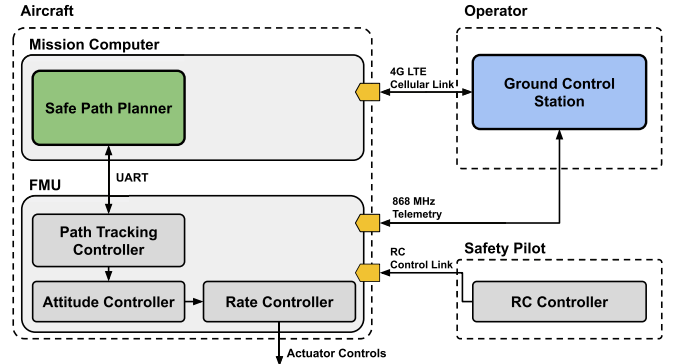 Aircraft
Operator
Mission Computer
Safe Path Planner
4G LTE
Cellular Link
Ground Control
Station
UART
FMU
868 MHz
Telemetry
Path Tracking
Controller
RC
Control Link
Safety Pilot
Attitude Controller
Rate Controller
RC Controller
Actuator Controls